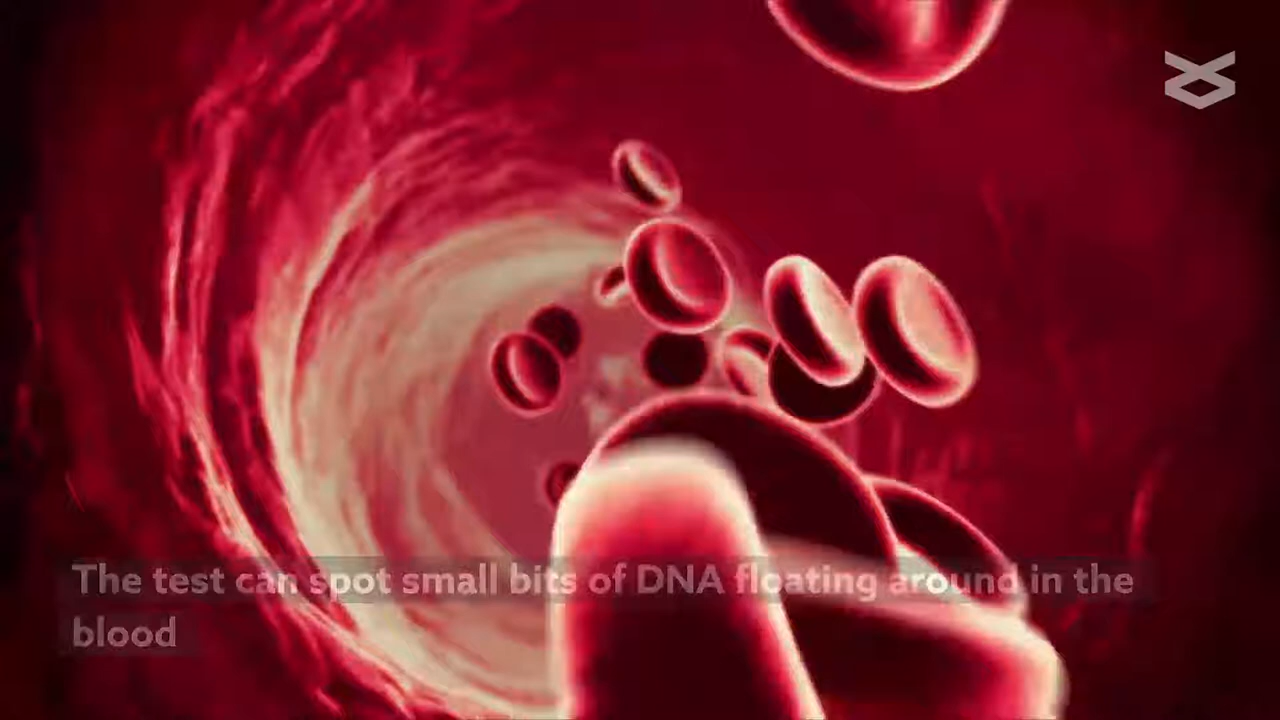 The test can spot small bits of DNA floating around in the
blood